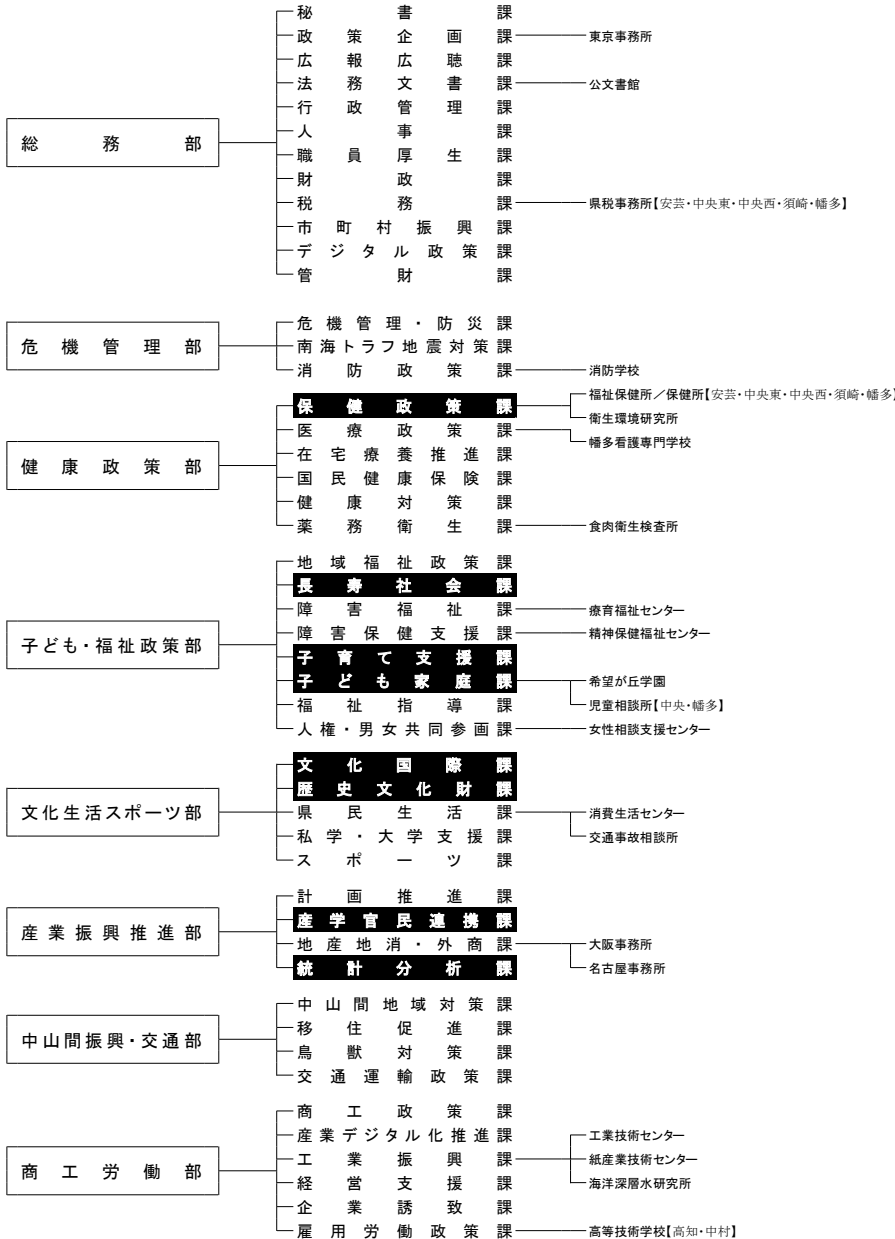 総務部
秘書課
政策企画課 東京事務所
広報広聴課
法務文書課 公文書館
行政管理課
人事課
職員厚生課
財政課
税務課 県税事務所【安芸・中央東・中央西・須崎・幡多】
市町村振興課
デジタル政策課
管財課
危機管理部
危機管理・防災課
南海トラフ地震対策課
消防政策課 消防学校
健康政策部
保健政策課 福祉保健所／保健所【安芸・中央東・中央西・須崎・幡多】
衛生環境研究所
医療政策課 幡多看護専門学校
在宅療養推進課
国民健康保険課
健康対策課
薬務衛生課 食肉衛生検査所
子ども・福祉政策部
地域福祉政策課
長寿社会課
障害福祉課 療育福祉センター
障害保健支援課 精神保健福祉センター
子育て支援課
子ども家庭課 希望が丘学園
児童相談所【中央・幡多】
福祉指導課
人権・男女共同参画課 女性相談支援センター
文化生活スポーツ部
文化国際課
歴史文化財課
県民生活課 消費生活センター
交通事故相談所
私学・大学支援課
スポーツ課
産業振興推進部
計画推進課
産学官民連携課
地産地消・外商課 大阪事務所
名古屋事務所
統計分析課
中山間振興・交通部
中山間地域対策課
移住促進課
鳥獣対策課
交通運輸政策課
商工労働部
商工政策課
産業デジタル化推進課
工業振興課 工業技術センター
紙産業技術センター
海洋深層水研究所
経営支援課
企業誘致課
雇用労働政策課 高等技術学校【高知・中村】